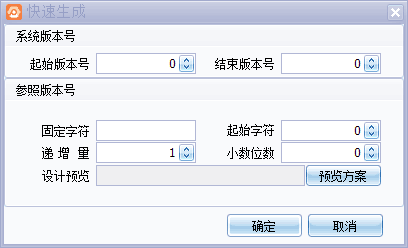 快速生成
系统版本号
起始版本号 0 结束版本号 0
参照版本号
固定字符 起始字符 0
递 增 量 1 小数位数 0
设计预览 预览方案
确定 取消